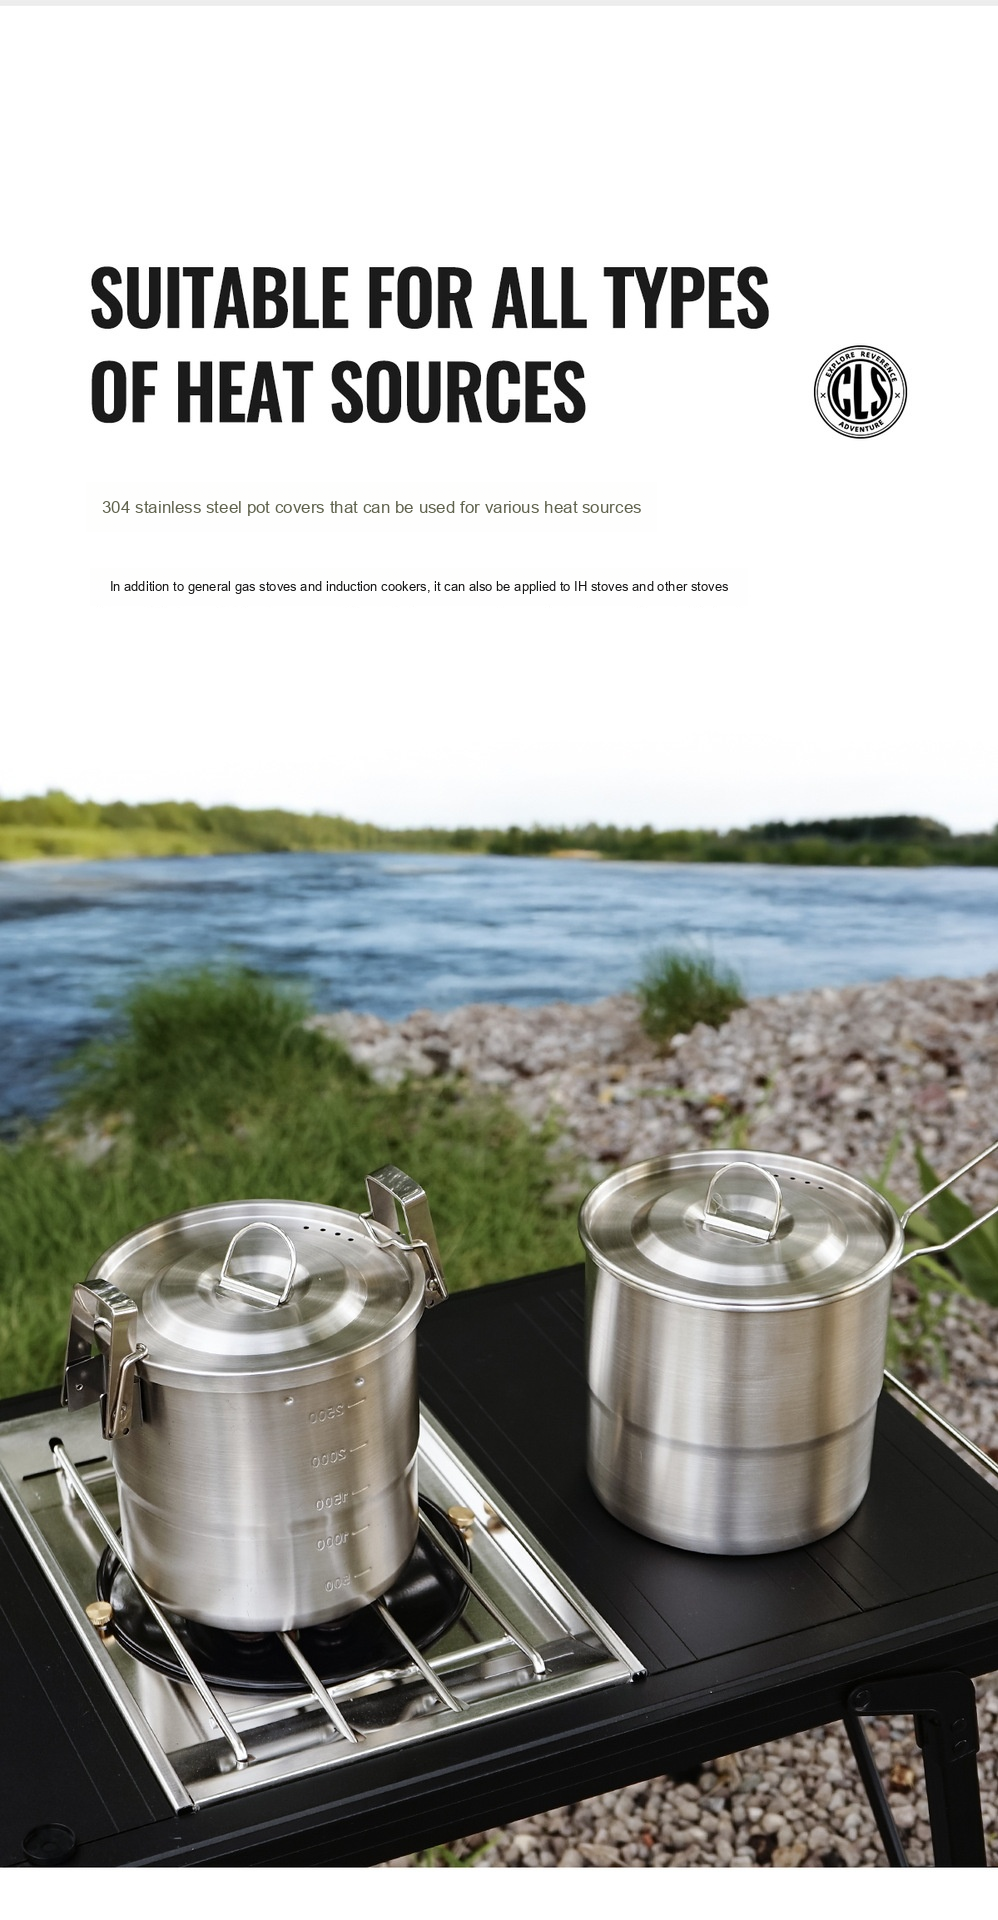 SUITABLE FOR ALL TYPES
OF HEAT SOURCES
EXPLORE REVERENCE
CLS
ADVENTURE
304 stainless steel pot covers that can be used for various heat sources
In addition to general gas stoves and induction cookers, it can also be applied to IH stoves and other stoves
2500
2000
1500
1000
500